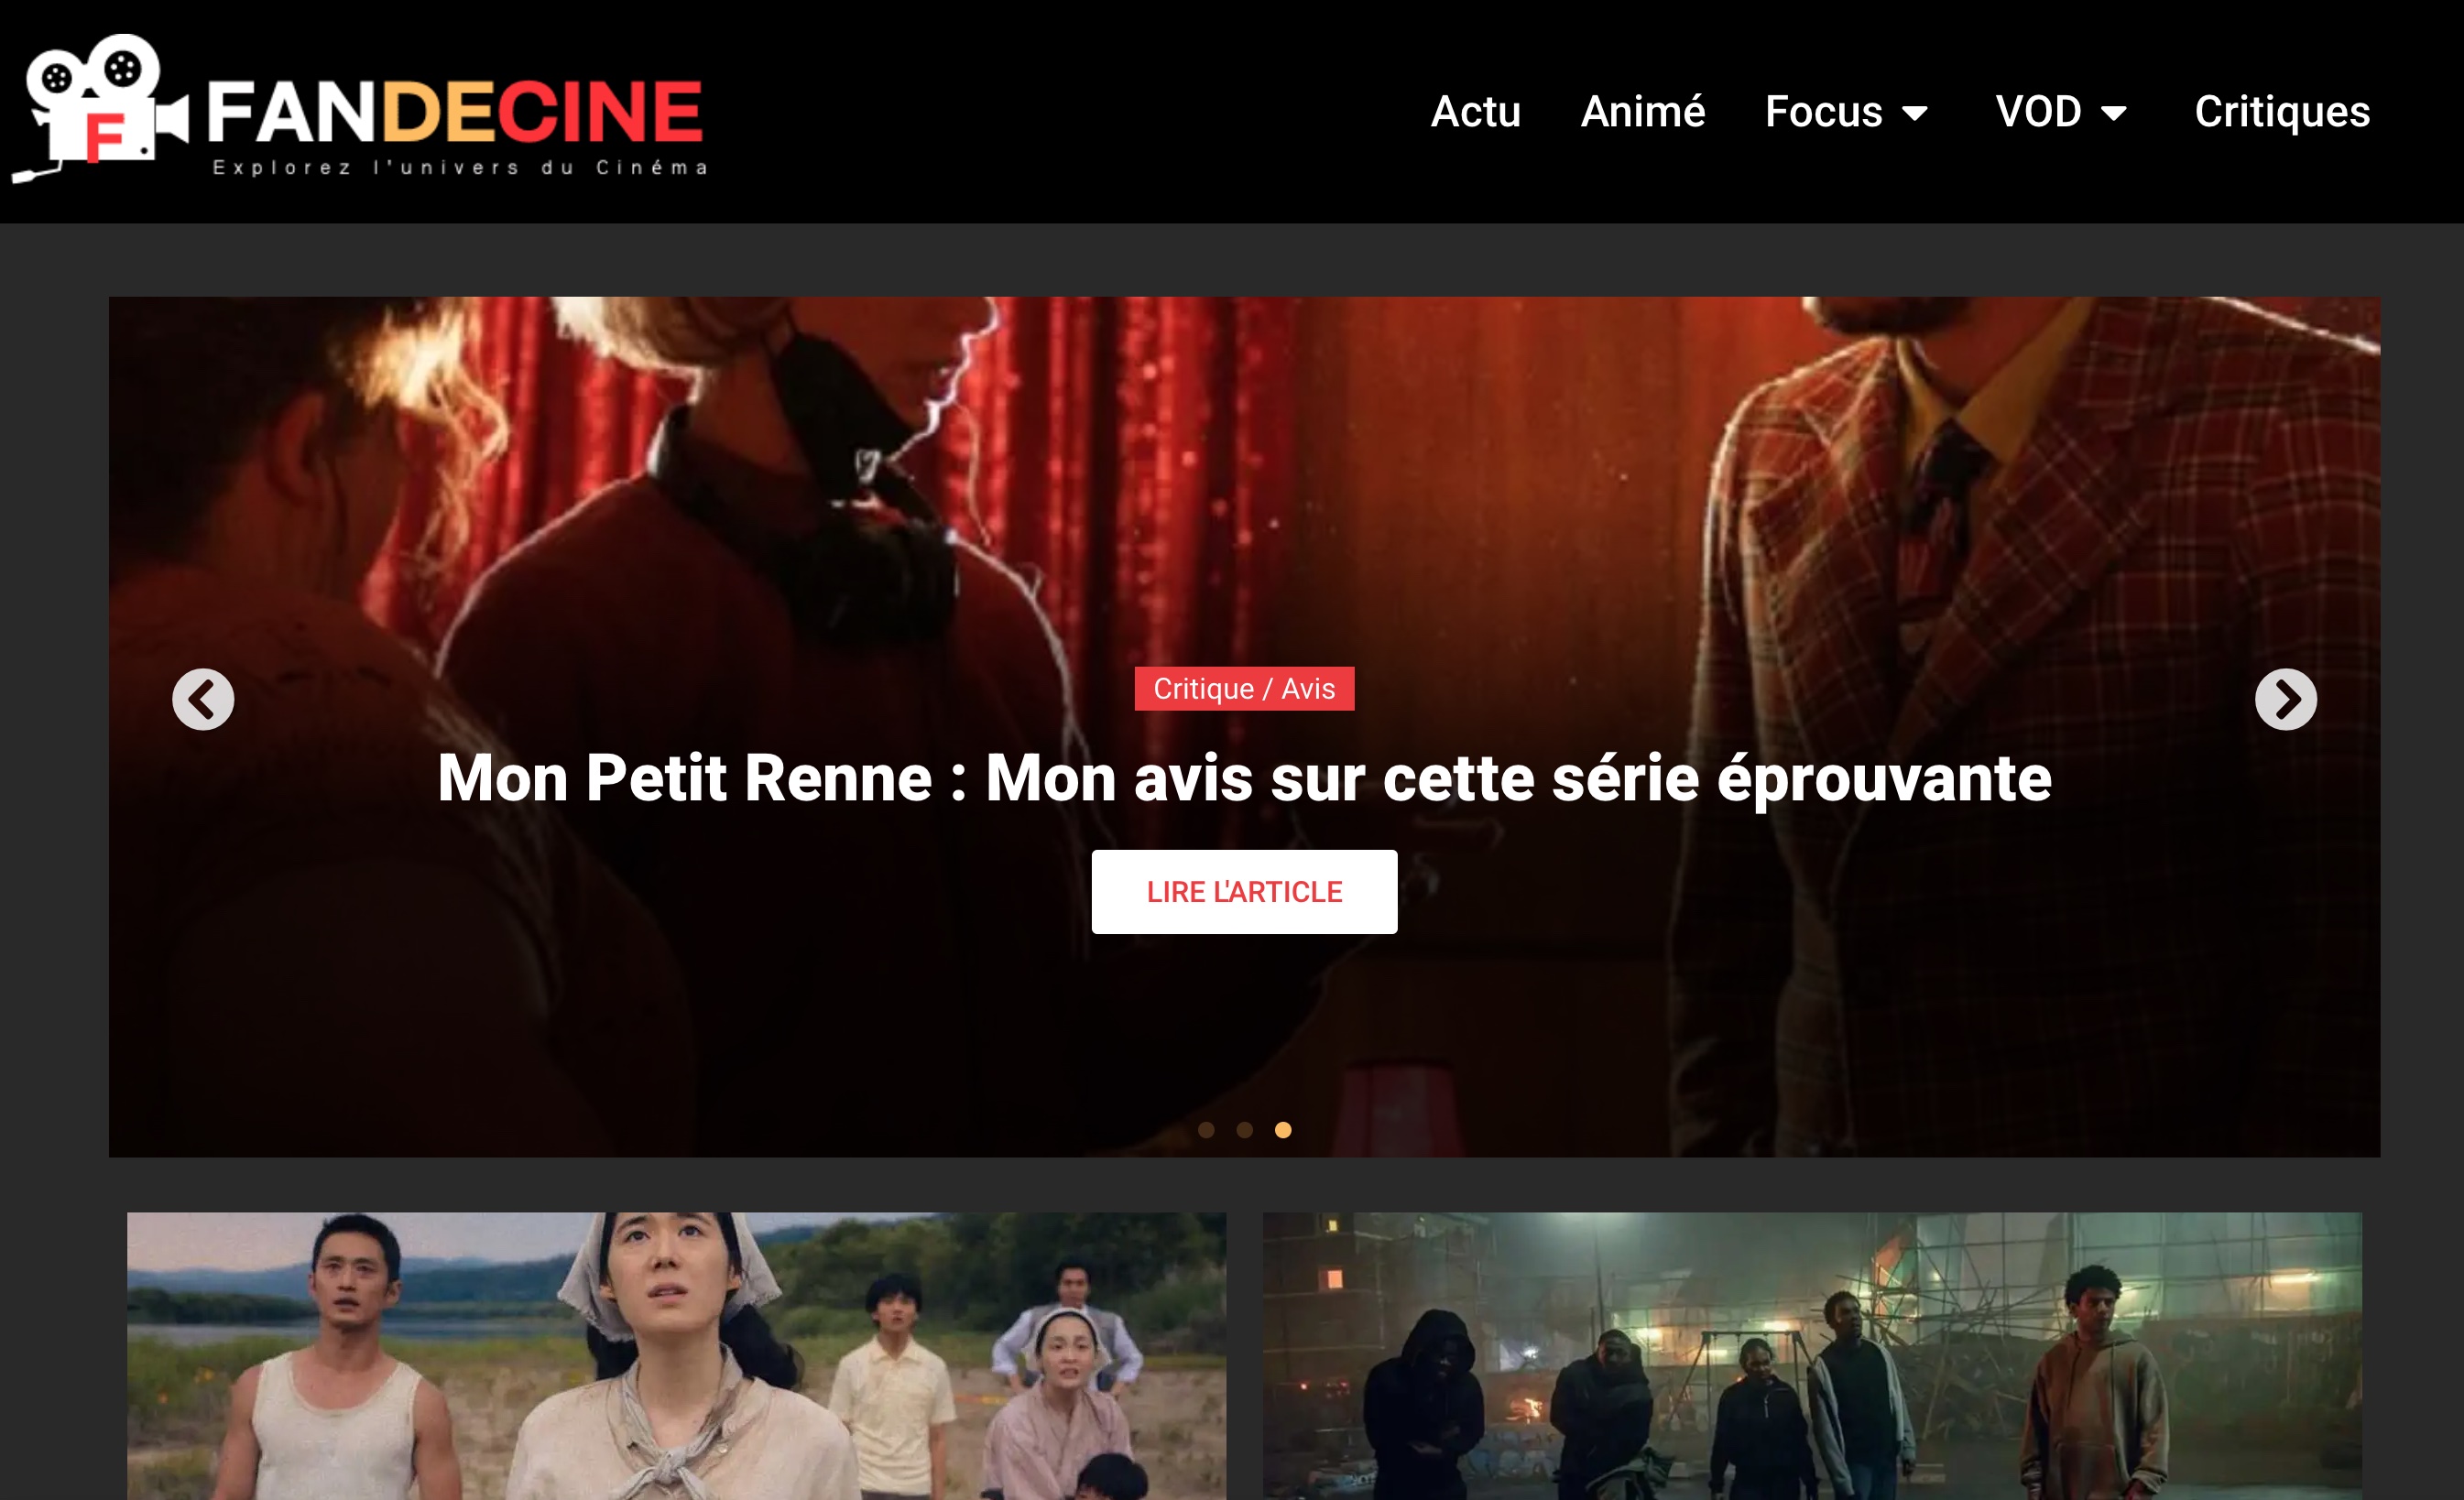 F
FANDECINE
Explorez l'univers du Cinéma
Actu
Animé
Focus
VOD
Critiques
Critique / Avis
Mon Petit Renne : Mon avis sur cette série éprouvante
LIRE L'ARTICLE